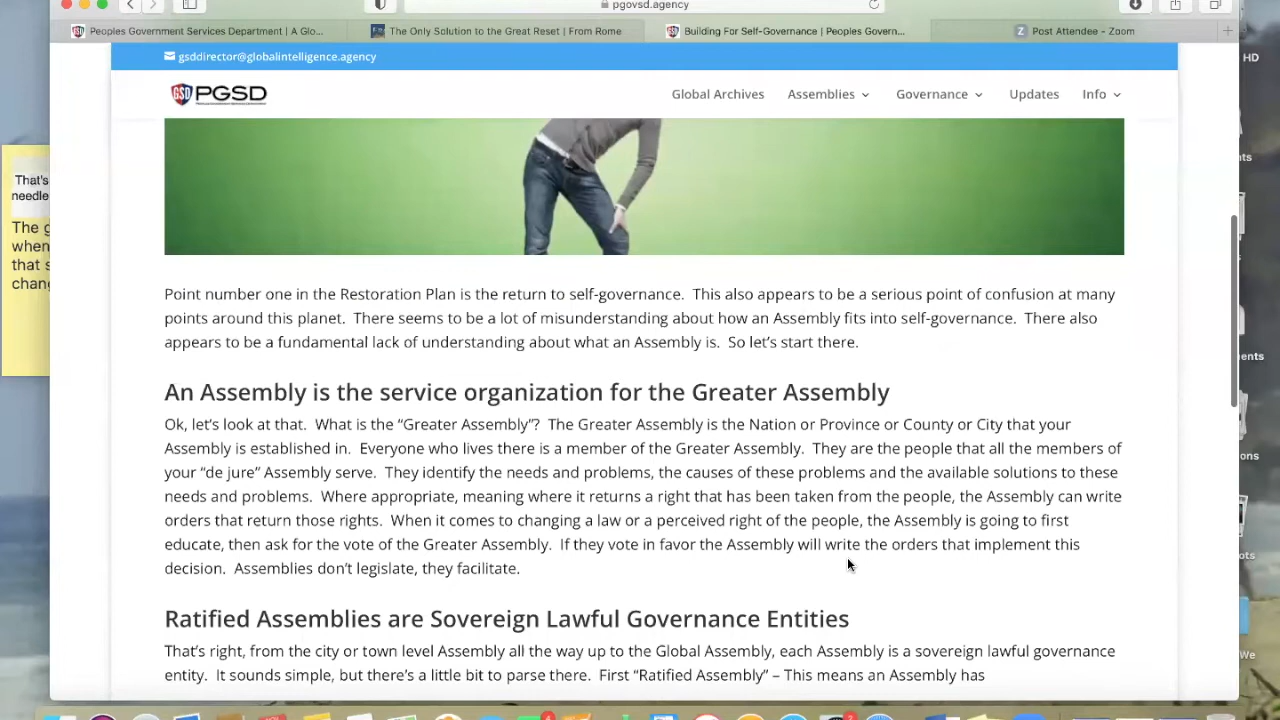 pgovsd.agency
Peoples Government Services Department | A Glo...
The Only Solution to the Great Reset | From Rome
Building For Self-Governance | Peoples Govern...
Z Post Attendee - Zoom
HD
gsddirector@globalintelligence.agency
GSD PGSD
Global Archives Assemblies Governance Updates Info
That's
needle
The g
when
that s
chang
Point number one in the Restoration Plan is the return to self-governance. This also appears to be a serious point of confusion at many
points around this planet. There seems to be a lot of misunderstanding about how an Assembly fits into self-governance. There also
appears to be a fundamental lack of understanding about what an Assembly is. So let's start there.
An Assembly is the service organization for the Greater Assembly
Ok, let's look at that. What is the “Greater Assembly”? The Greater Assembly is the Nation or Province or County or City that your
Assembly is established in. Everyone who lives there is a member of the Greater Assembly. They are the people that all the members of
your “de jure” Assembly serve. They identify the needs and problems, the causes of these problems and the available solutions to these
needs and problems. Where appropriate, meaning where it returns a right that has been taken from the people, the Assembly can write
orders that return those rights. When it comes to changing a law or a perceived right of the people, the Assembly is going to first
educate, then ask for the vote of the Greater Assembly. If they vote in favor the Assembly will write the orders that implement this
decision. Assemblies don't legislate, they facilitate.
Ratified Assemblies are Sovereign Lawful Governance Entities
That's right, from the city or town level Assembly all the way up to the Global Assembly, each Assembly is a sovereign lawful governance
entity. It sounds simple, but there's a little bit to parse there. First “Ratified Assembly” – This means an Assembly has